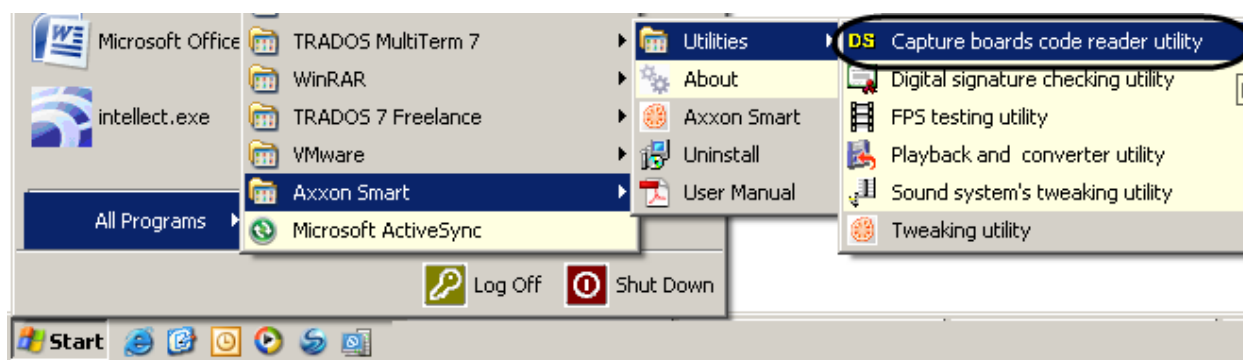 Microsoft Office
intellect.exe
All Programs
TRADOS MultiTerm 7
WinRAR
TRADOS 7 Freelance
VMware
Axxon Smart
Microsoft ActiveSync
Utilities
About
Axxon Smart
Uninstall
User Manual
DS Capture boards code reader utility
Digital signature checking utility
FPS testing utility
Playback and converter utility
Sound system's tweaking utility
Tweaking utility
Log Off
Shut Down
Start